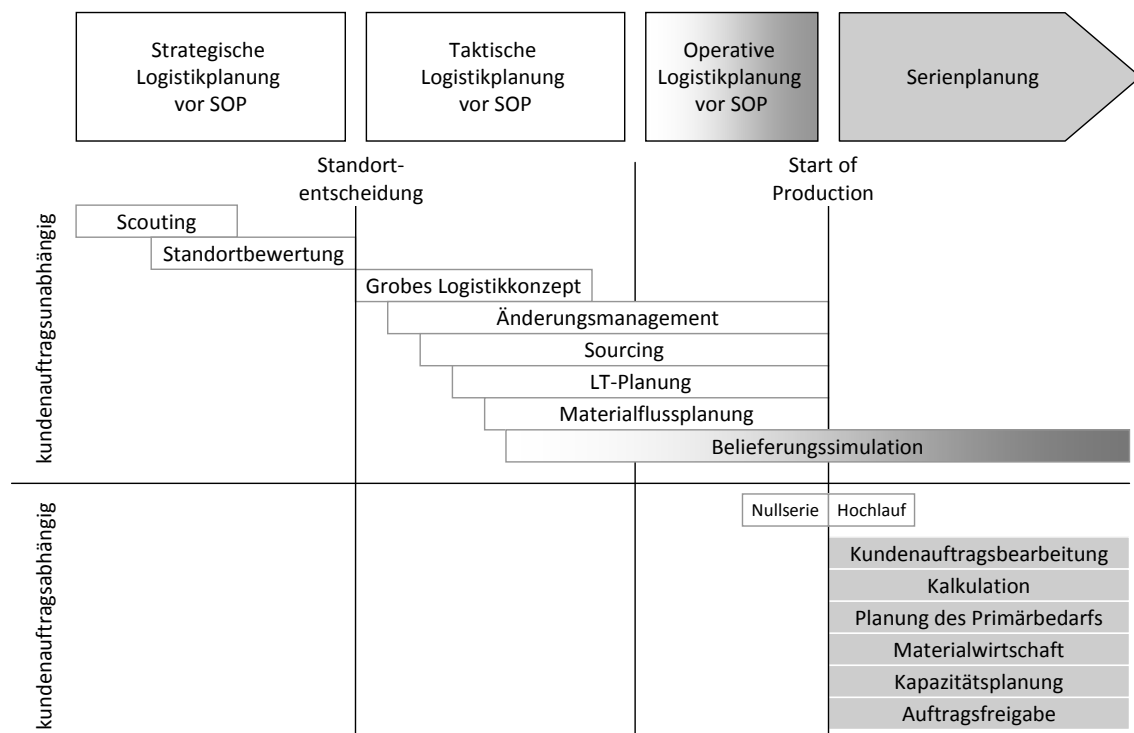 Strategische
Logistikplanung
vor SOP
Taktische
Logistikplanung
vor SOP
Operative
Logistikplanung
vor SOP
Serienplanung
Standort-
entscheidung
Start of
Production
kundenauftragsunabhängig
Scouting
Standortbewertung
Grobes Logistikkonzept
Änderungsmanagement
Sourcing
LT-Planung
Materialflussplanung
Belieferungssimulation
kundenauftragsabhängig
Nullserie
Hochlauf
Kundenauftragsbearbeitung
Kalkulation
Planung des Primärbedarfs
Materialwirtschaft
Kapazitätsplanung
Auftragsfreigabe